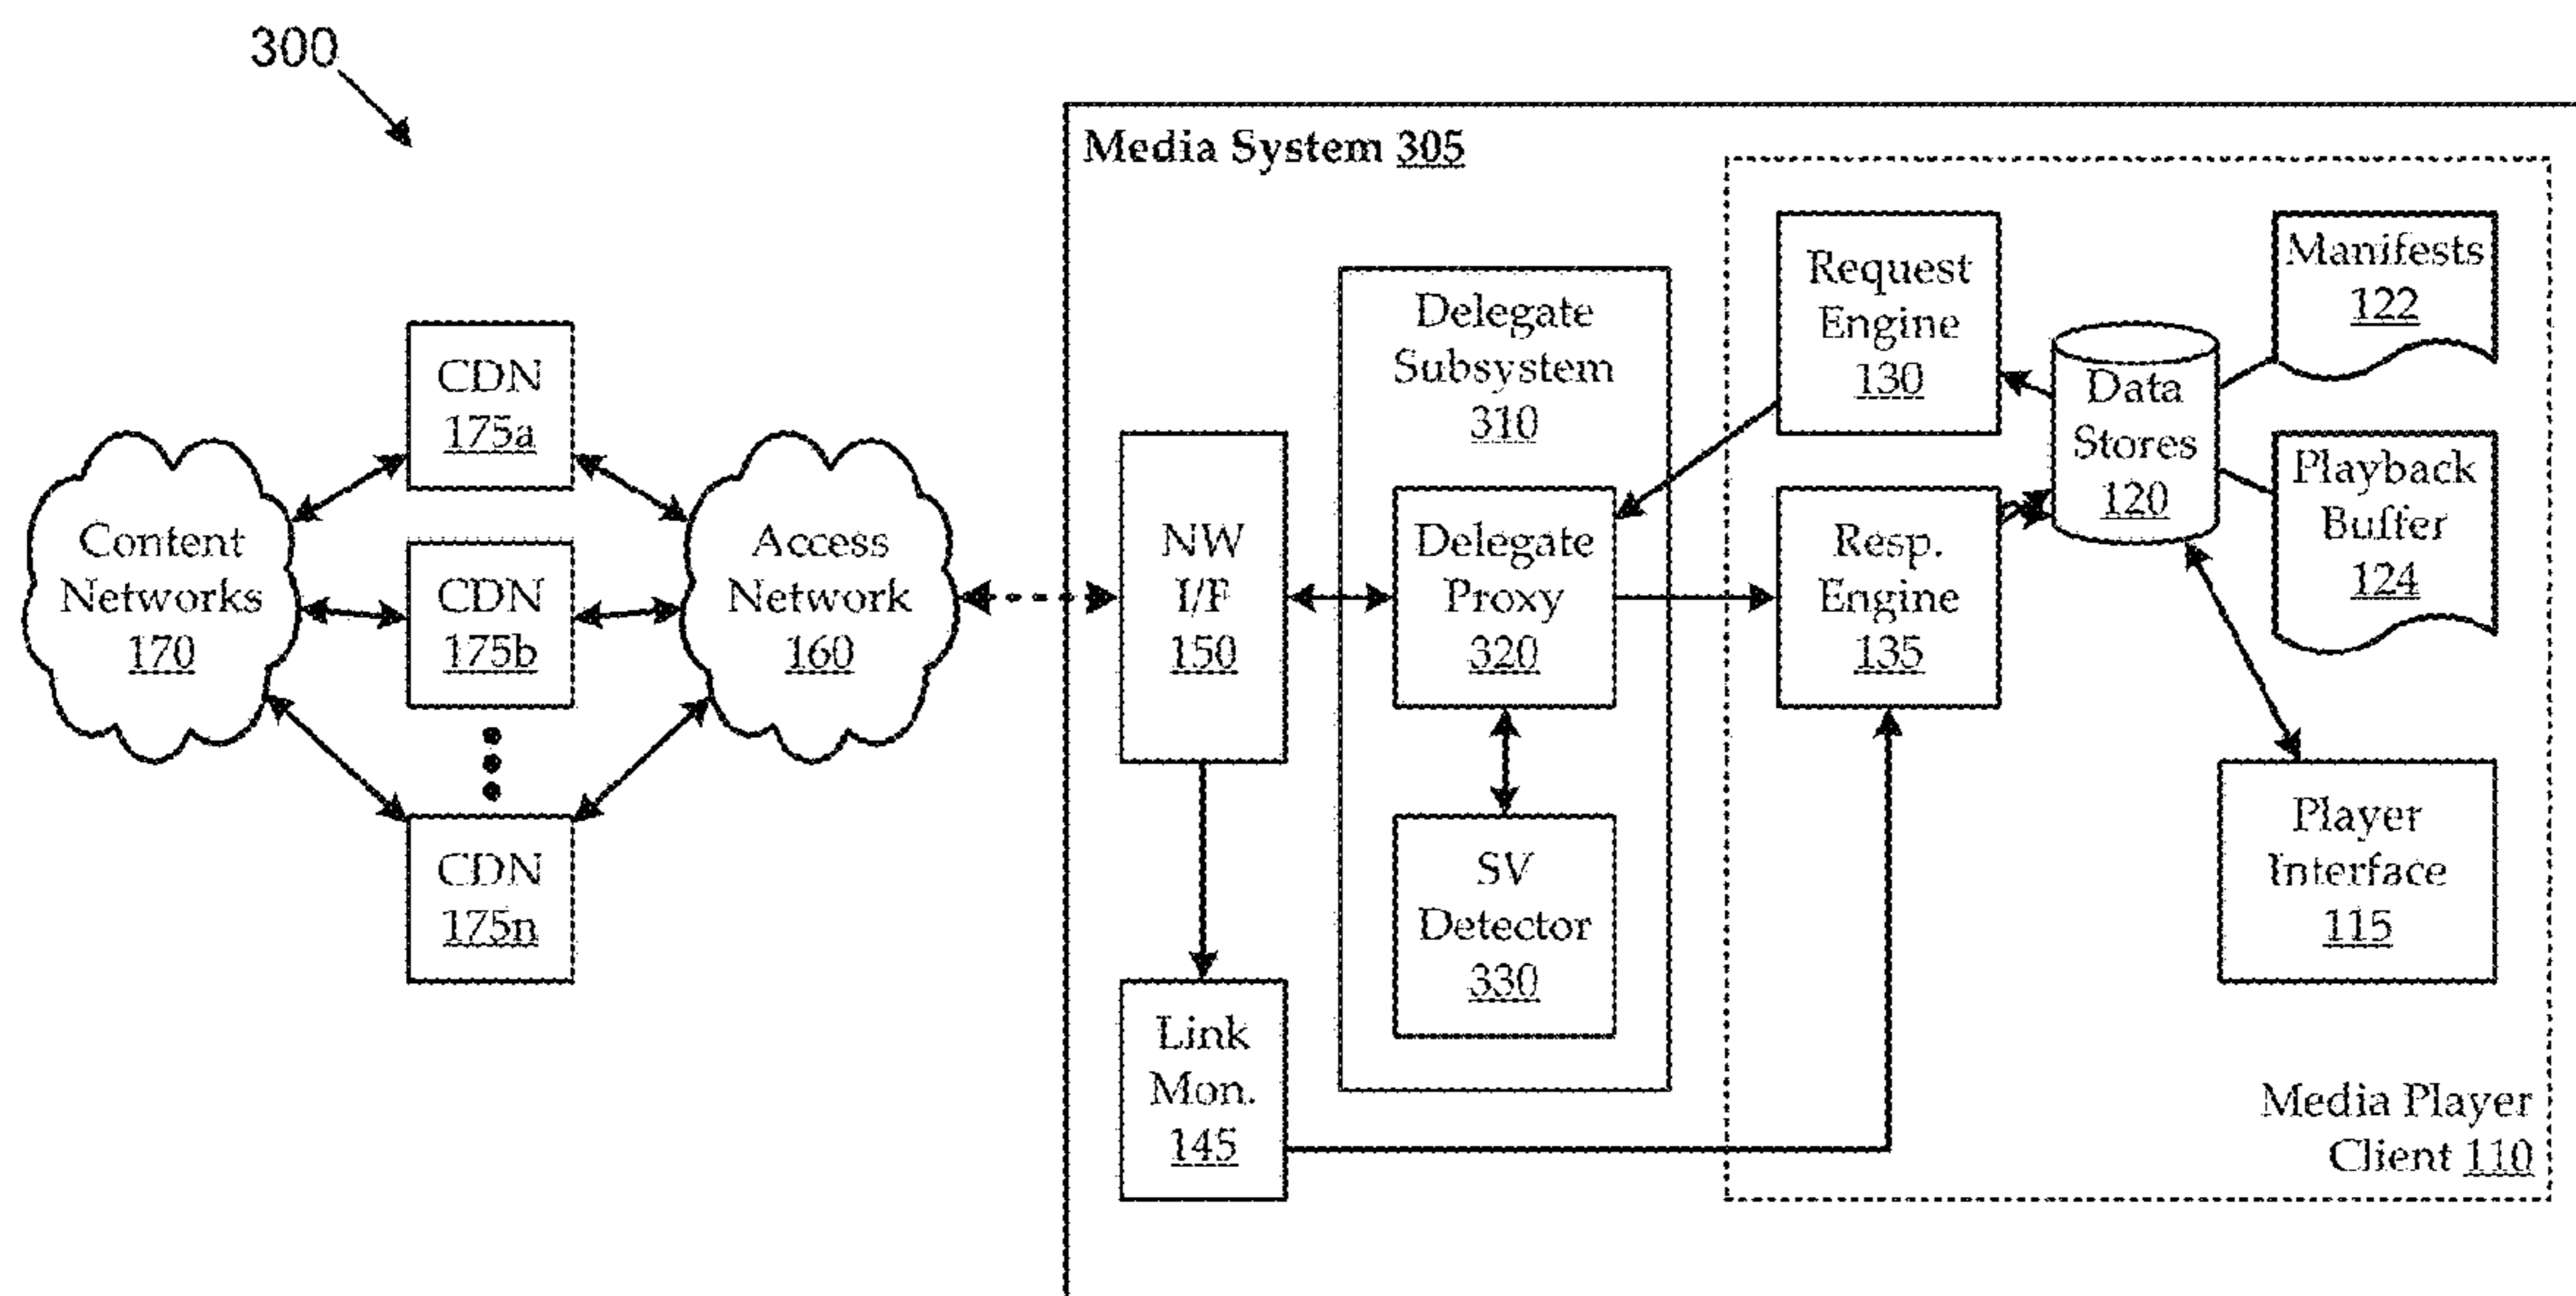 300
Media System 305
Content
Networks
170
CDN
175a
CDN
175b
CDN
175n
Access
Network
160
NW
I/F
150
Link
Mon.
145
Delegate
Subsystem
310
Delegate
Proxy
320
SV
Detector
330
Request
Engine
130
Resp.
Engine
135
Data
Stores
120
Manifests
122
Playback
Buffer
124
Player
Interface
115
Media Player
Client 110